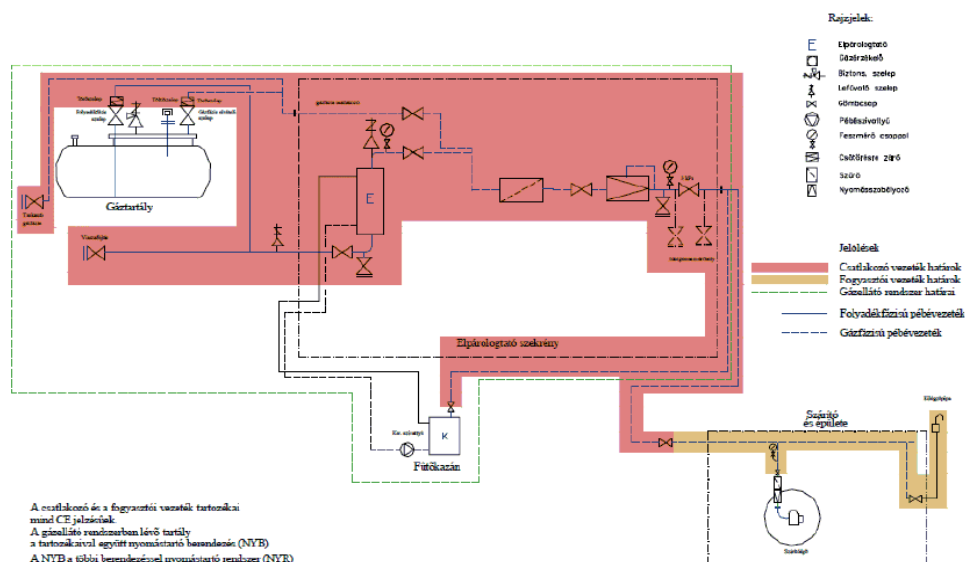 Rajzjelek:
E
Elpárologtató
Gázérzékelő
Biztons. szelep
Lefúvató szelep
Gömbcsap
Pébészivattyú
Feszmérő csappal
Csőtörésre záró
Szűrő
Nyomásszabályozó
Gáztartály
E
Jelölések
Csatlakozó vezeték határok
Fogyasztói vezeték határok
Gázellátó rendszer határai
Folyadékfázisú pébévezeték
Gázfázisú pébévezeték
Elpárologtató szekrény
K
Fűtőkazán
Szárító
és épülete
A csatlakozó és a fogyasztói vezeték tartozékai
mind CE jelzésűek.
A gázellátó rendszerben lévő tartály
a tartozékaival együtt nyomástartó berendezés (NYB)
A NYB a többi berendezéssel nyomástartó rendszer (NYR)